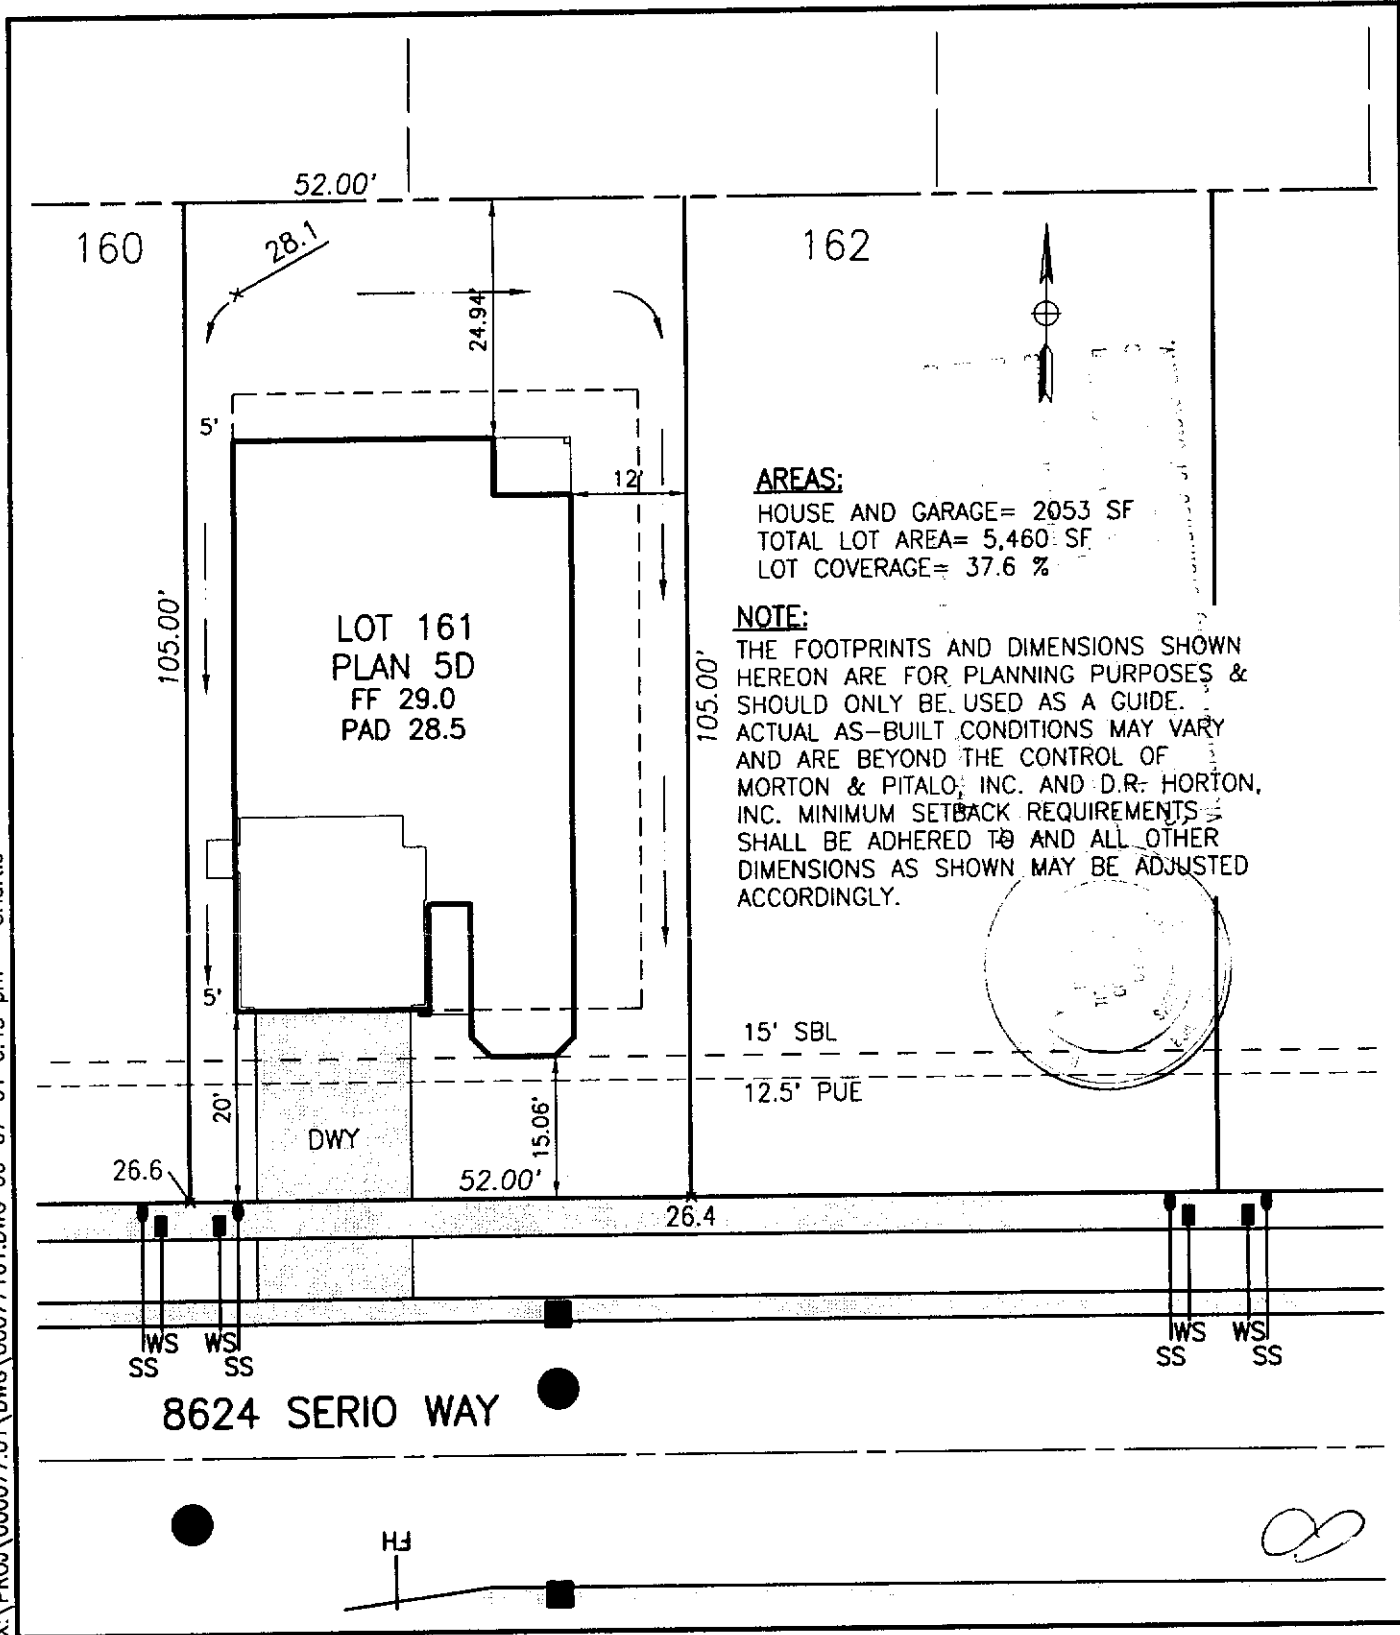 52.00'
160
28.1
162
24.94'
5'
12'
AREAS:
HOUSE AND GARAGE= 2053 SF
TOTAL LOT AREA= 5,460 SF
LOT COVERAGE= 37.6 %
105.00'
LOT 161
PLAN 5D
FF 29.0
PAD 28.5
105.00'
NOTE:
THE FOOTPRINTS AND DIMENSIONS SHOWN
HEREON ARE FOR PLANNING PURPOSES &
SHOULD ONLY BE USED AS A GUIDE.
ACTUAL AS-BUILT CONDITIONS MAY VARY
AND ARE BEYOND THE CONTROL OF
MORTON & PITALO, INC. AND D.R. HORTON,
INC. MINIMUM SETBACK REQUIREMENTS
SHALL BE ADHERED TO AND ALL OTHER
DIMENSIONS AS SHOWN MAY BE ADJUSTED
ACCORDINGLY.
5'
15' SBL
12.5' PUE
20'
DWY
15.06'
26.6
52.00'
26.4
WS WS WS WS
SS SS SS SS
8624 SERIO WAY
FH